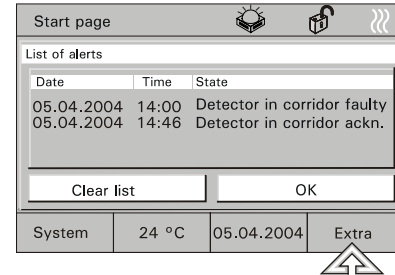 Start page
List of alerts
Date Time State
05.04.2004 14:00 Detector in corridor faulty
05.04.2004 14:46 Detector in corridor ackn.
Clear list OK
System 24 °C 05.04.2004 Extra